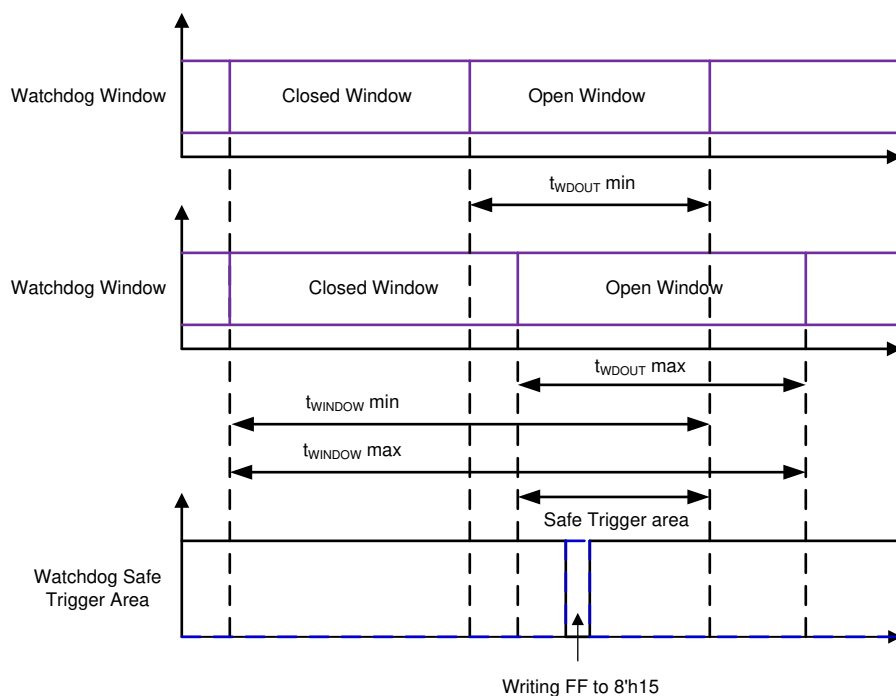 Watchdog Window
Closed Window
Open Window
tWDOUT min
Watchdog Window
Closed Window
Open Window
tWDOUT max
tWINDOW min
tWINDOW max
Safe Trigger area
Watchdog Safe
Trigger Area
Writing FF to 8'h15